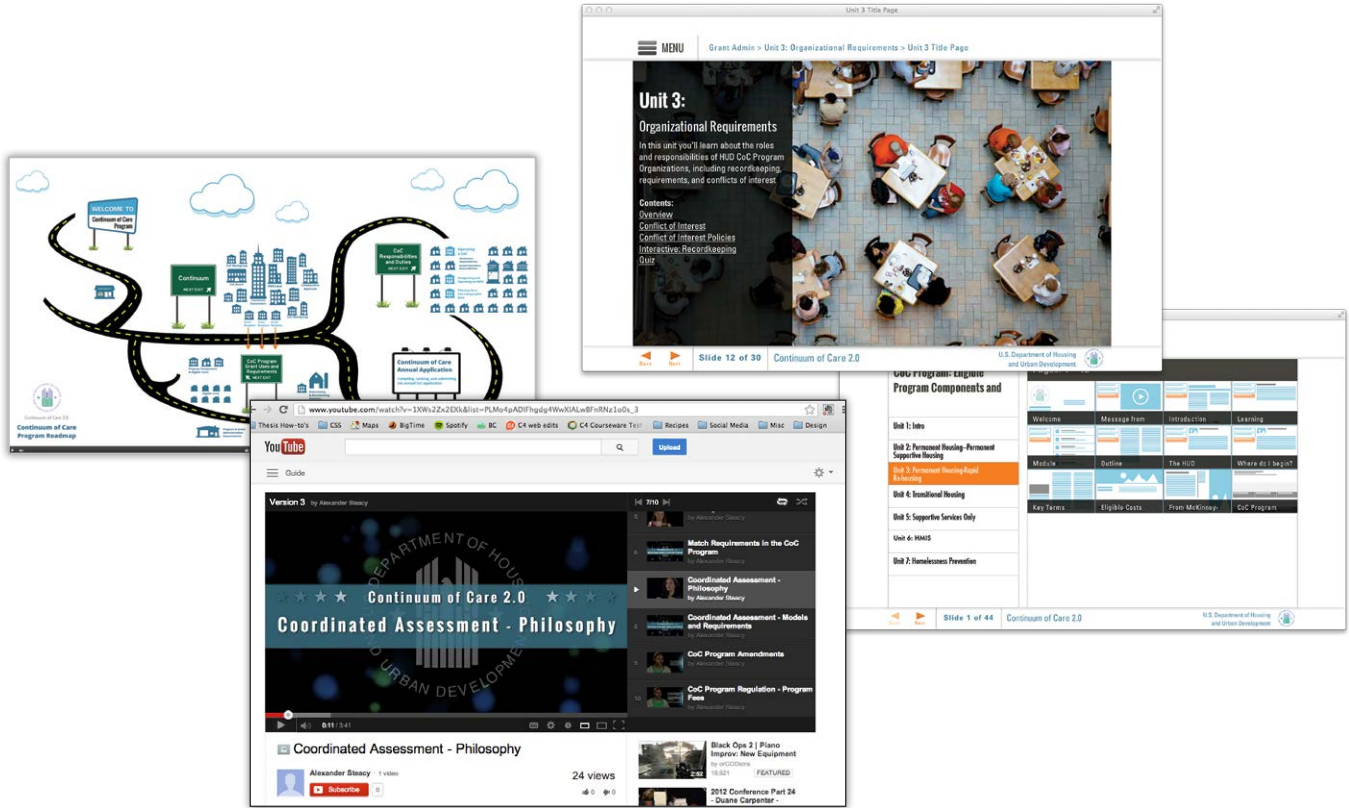 Unit 3 Title Page
MENU
Grant Admin > Unit 3: Organizational Requirements > Unit 3 Title Page
Unit 3:
Organizational Requirements
In this unit you'll learn about the roles
and responsibilities of HUD CoC Program
Organizations, including recordkeeping,
requirements, and conflicts of interest
Contents:
Overview
Conflict of Interest
Conflict of Interest Policies
Interactive: Recordkeeping
Quiz
Back
Next
Slide 12 of 30
Continuum of Care 2.0
U.S. Department of Housing
and Urban Development
WELCOME TO
Continuum of Care
Program
Continuum
NEXT EXIT
CoC
Responsibilities
and Duties
NEXT EXIT
CoC Program
Grant Uses and
Requirements
NEXT EXIT
Continuum of Care
Annual Application
Continuum of Care 2.0
Continuum of Care
Program Roadmap
CoC Program: Eligible
Program Components and
Unit 1: Intro
Unit 2: Permanent Housing-Permanent
Supportive Housing
Unit 3: Permanent Housing-Rapid
Re-housing
Unit 4: Transitional Housing
Unit 5: Supportive Services Only
Unit 6: HMIS
Unit 7: Homelessness Prevention
Welcome
Message from
Introduction
Learning
Module
Outline
The HUD
Where do I begin?
Key Terms
Eligible Costs
From McKinney-
CoC Program
Next
Slide 1 of 44
Continuum of Care 2.0
U.S. Department of Housing
and Urban Development
Thesis How-to's
CSS
Maps
BigTime
Spotify
BC
C4 web edits
C4 Courseware Test
Recipes
Social Media
Misc
Design
YouTube
Upload
Guide
Version 3 by Alexander Steacy
7/10
DEPARTMENT OF HOUSING AND URBAN DEVELOPMENT
Continuum of Care 2.0
Coordinated Assessment - Philosophy
by Alexander Steacy
Match Requirements in the CoC
Program
by Alexander Steacy
Coordinated Assessment -
Philosophy
by Alexander Steacy
Coordinated Assessment - Models
and Requirements
by Alexander Steacy
CoC Program Amendments
by Alexander Steacy
10
CoC Program Regulation - Program
Fees
by Alexander Steacy
0:11 / 3:41
Coordinated Assessment - Philosophy
Alexander Steacy · 1 video
Subscribe
0
24 views
0
0
Black Ops 2 | Piano
Improv: New Equipment
2:52
FEATURED
2012 Conference Part 24
- Duane Carpenter -